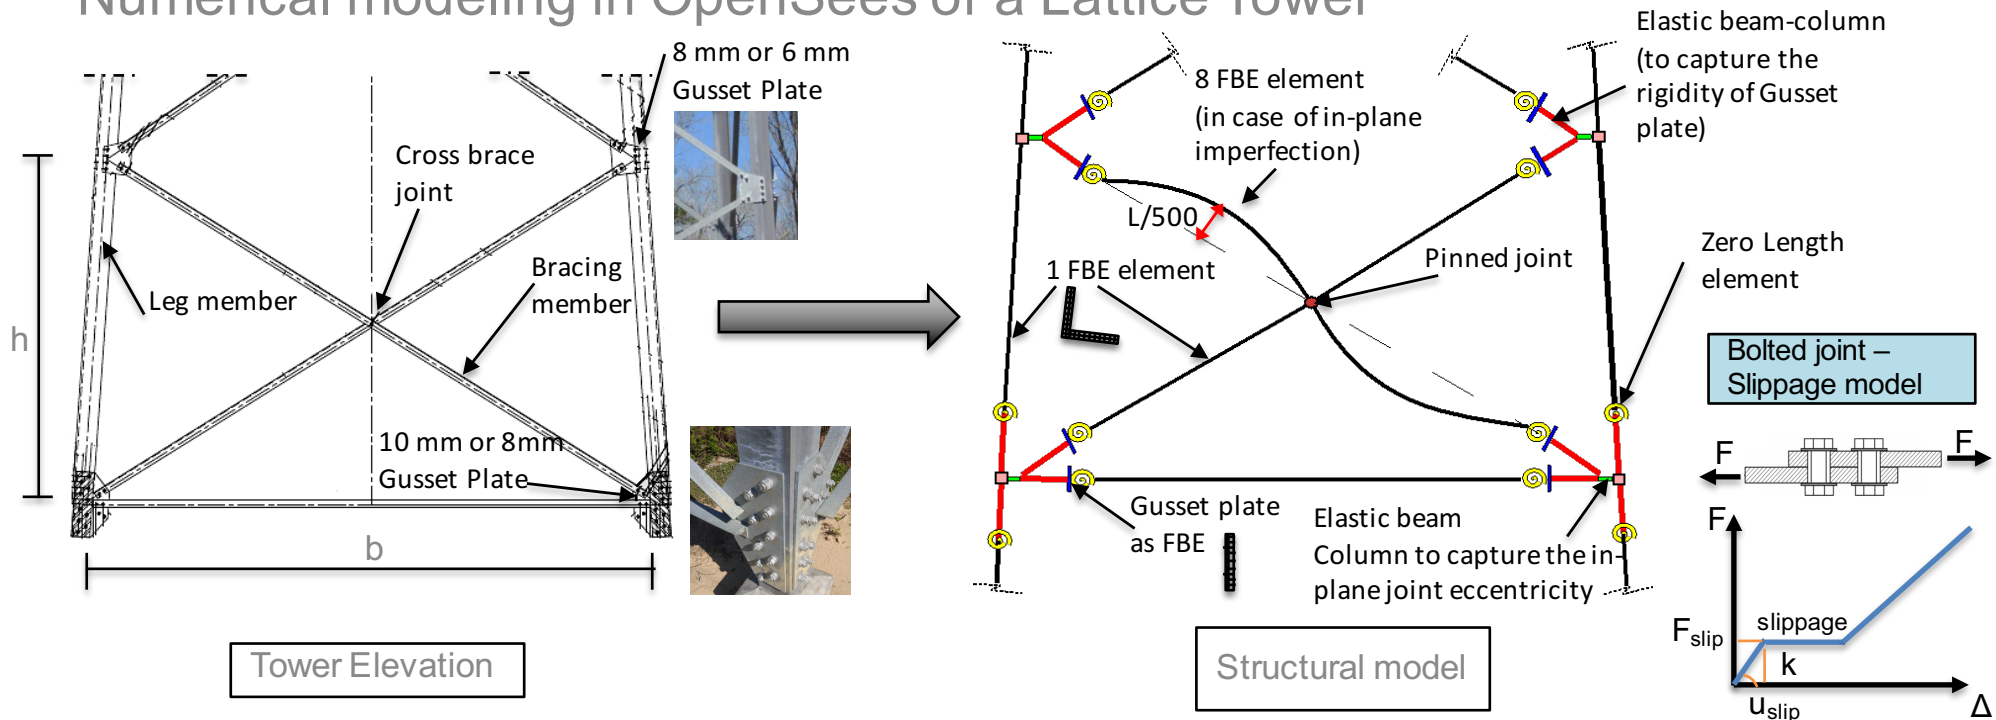 Numerical modelling in OpenSees of a Lattice Tower
8 mm or 6 mm
Gusset Plate
Cross brace
joint
Bracing
member
Leg member
h
10 mm or 8mm
Gusset Plate
b
Tower Elevation
8 FBE element
(in case of in-plane
imperfection)
L/500
1 FBE element
Pinned joint
Elastic beam-column
(to capture the
rigidity of Gusset
plate)
Zero Length
element
Gusset plate
as FBE
Elastic beam
Column to capture the in-
plane joint eccentricity
Structural model
Bolted joint –
Slippage model
F
F
F
slippage
Fslip
k
uslip
Δ